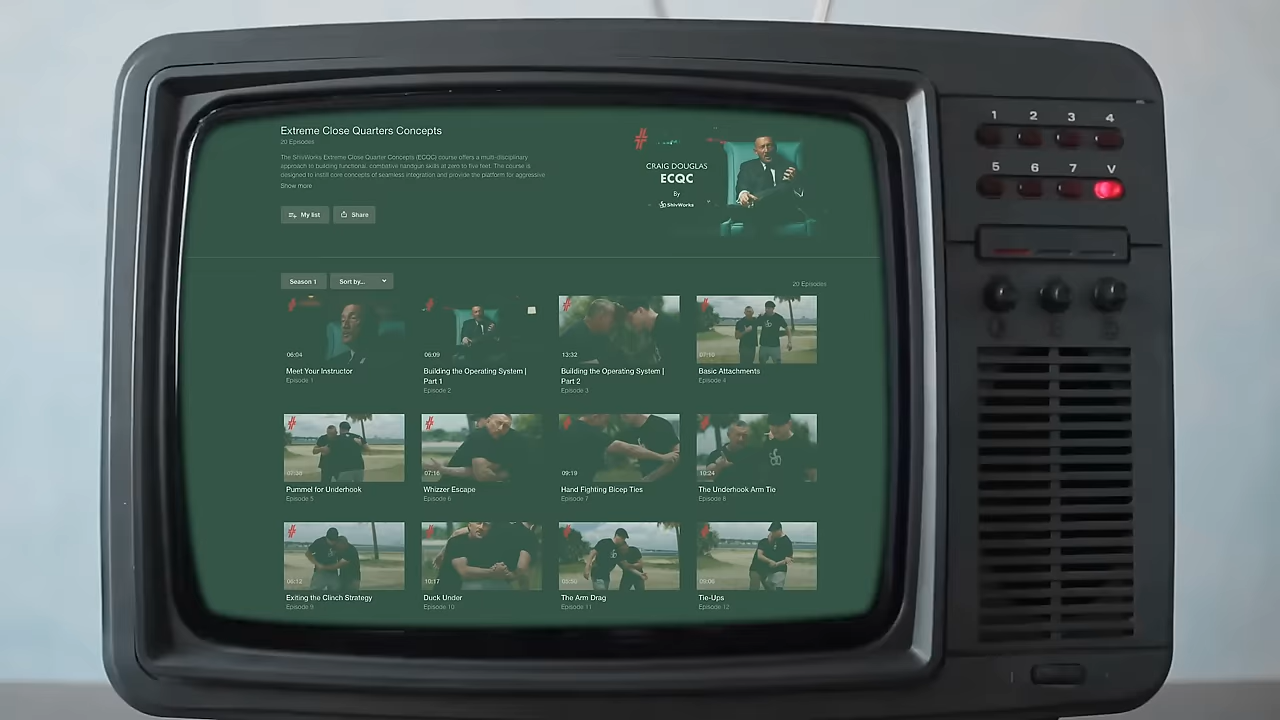 Extreme Close Quarters Concepts
20 Episodes
The ShivWorks Extreme Close Quarter Concepts (ECQC) course offers a multi-disciplinary
approach to building functional, combative handgun skills at zero to five feet. The course is
designed to instill core concepts of seamless integration and provide the platform for aggressive
Show more
My list
Share
CRAIG DOUGLAS
ECQC
By
ShivWorks
Season 1
Sort by...
20 Episodes
06:04
06:09
13:32
07:10
Meet Your Instructor
Episode 1
Building the Operating System |
Part 1
Episode 2
Building the Operating System |
Part 2
Episode 3
Basic Attachments
Episode 4
07:16
09:19
10:24
Pummel for Underhook
Episode 5
Whizzer Escape
Episode 6
Hand Fighting Bicep Ties
Episode 7
The Underhook Arm Tie
Episode 8
06:12
10:17
09:06
Exiting the Clinch Strategy
Episode 9
Duck Under
Episode 10
The Arm Drag
Episode 11
Tie-Ups
Episode 12
1 2 3 4
5 6 7 V